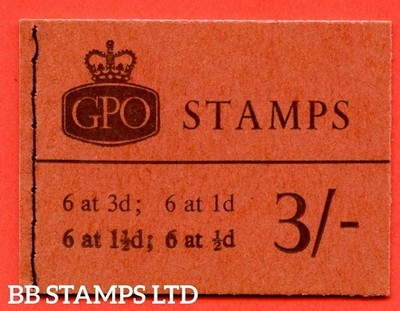 GPO STAMPS
6 at 3d; 6 at 1d
6 at 1½d; 6 at ½d
3/-
BB STAMPS LTD